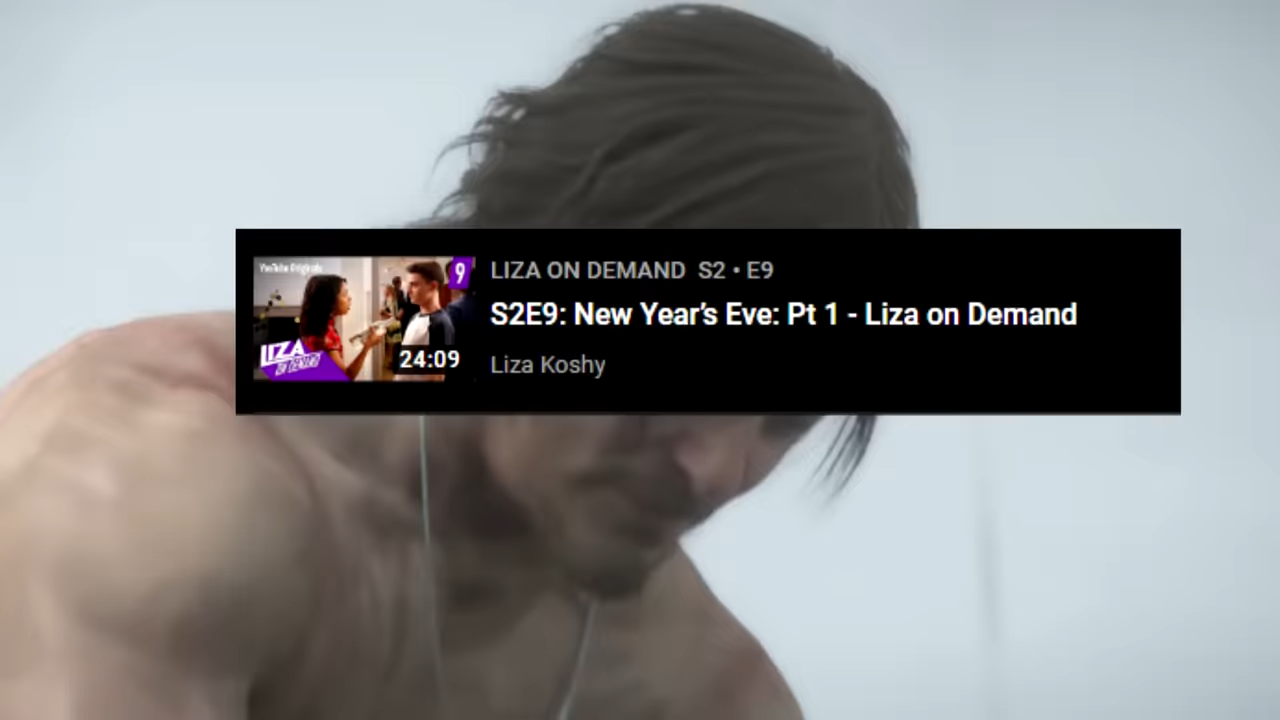 YouTube Originals
9
LIZA
ON DEMAND
24:09
LIZA ON DEMAND S2 • E9
S2E9: New Year's Eve: Pt 1 - Liza on Demand
Liza Koshy